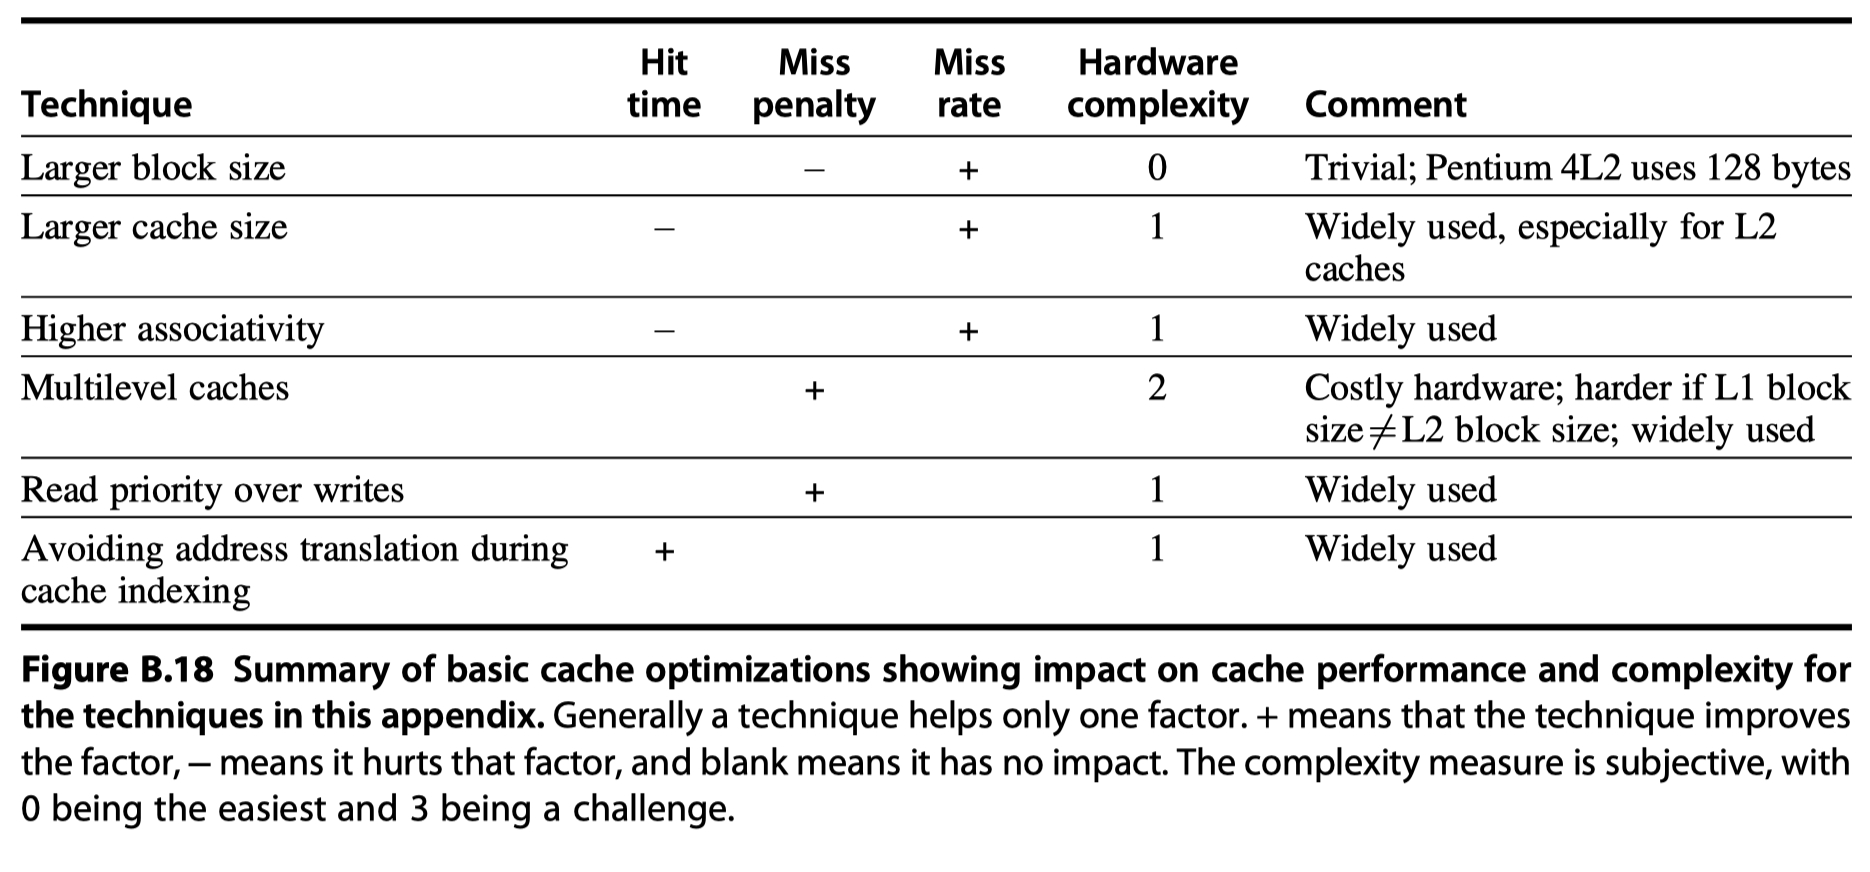 Technique Hit time Miss penalty Miss rate Hardware complexity Comment
Larger block size – + 0 Trivial; Pentium 4L2 uses 128 bytes
Larger cache size – + 1 Widely used, especially for L2
caches
Higher associativity – + 1 Widely used
Multilevel caches + 2 Costly hardware; harder if L1 block
size≠L2 block size; widely used
Read priority over writes + 1 Widely used
Avoiding address translation during + 1 Widely used
cache indexing
Figure B.18 Summary of basic cache optimizations showing impact on cache performance and complexity for
the techniques in this appendix. Generally a technique helps only one factor. + means that the technique improves
the factor, – means it hurts that factor, and blank means it has no impact. The complexity measure is subjective, with
0 being the easiest and 3 being a challenge.